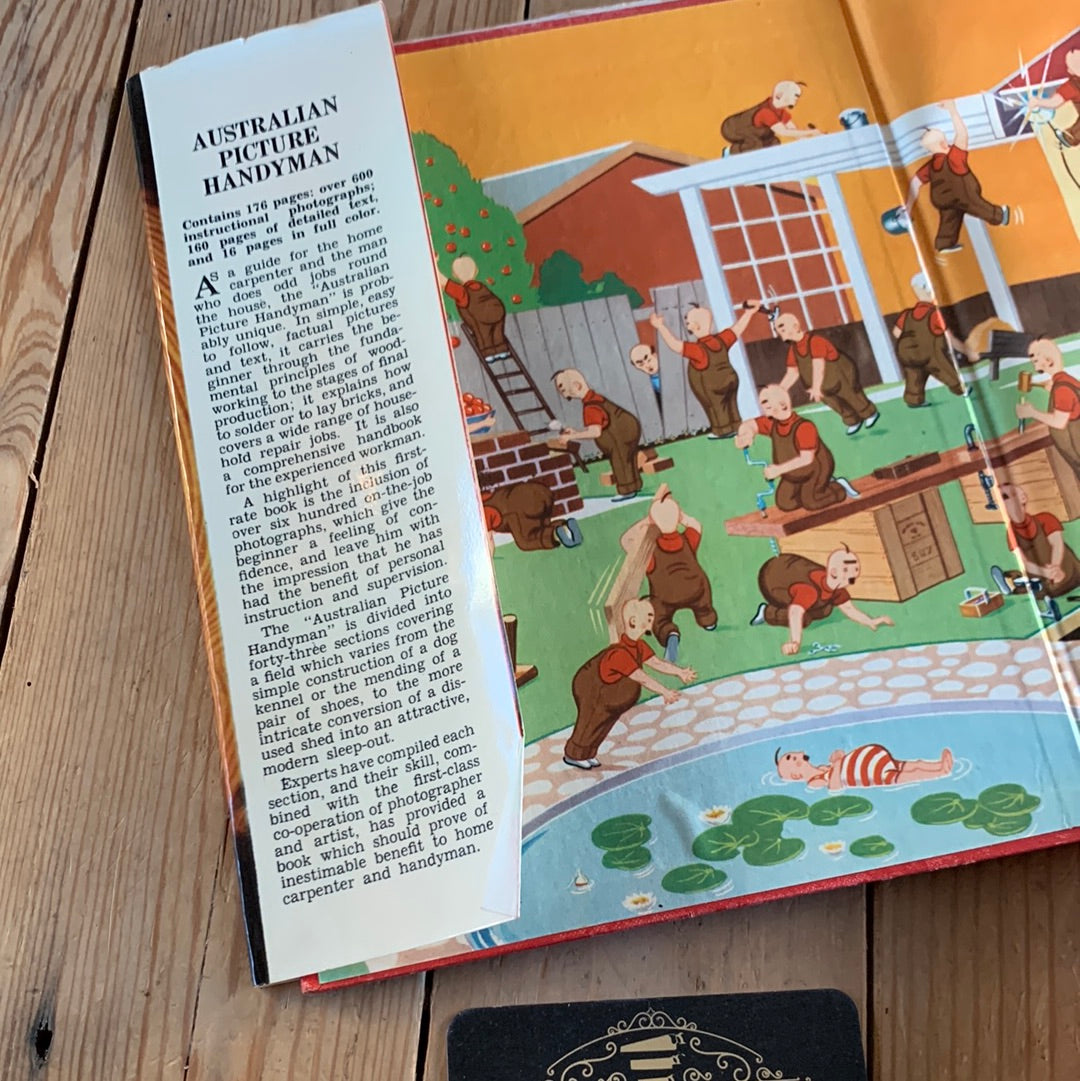 AUSTRALIAN
PICTURE
HANDYMAN
Contains 176 pages: over 600
instructional photographs;
160 pages of detailed text,
and 16 pages in full color.
AS a guide for the home
carpenter and the man
who does odd jobs round
the house, the "Australian
Picture Handyman" is prob-
ably unique. In simple, easy
to follow, factual pictures
and text, it carries the be-
ginner through the funda-
mental principles of wood-
working to the stages of final
production; it explains how
to solder or to lay bricks, and
covers a wide range of house-
hold repair jobs. It is also
a comprehensive handbook
for the experienced workman.
A highlight of this first-
rate book is the inclusion of
over six hundred on-the-job
photographs, which give the
beginner a feeling of con-
fidence, and leave him with
the impression that he has
had the benefit of personal
instruction and supervision.
The "Australian Picture
Handyman" is divided into
forty-three sections covering
a field which varies from the
simple construction of a dog
kennel or the mending of a
pair of shoes, to the more
intricate conversion of a dis-
used shed into an attractive,
modern sleep-out.
Experts have compiled each
section, and their skill, com-
bined with the first-class
co-operation of photographer
and artist, has provided a
book which should prove of
inestimable benefit to home
carpenter and handyman.